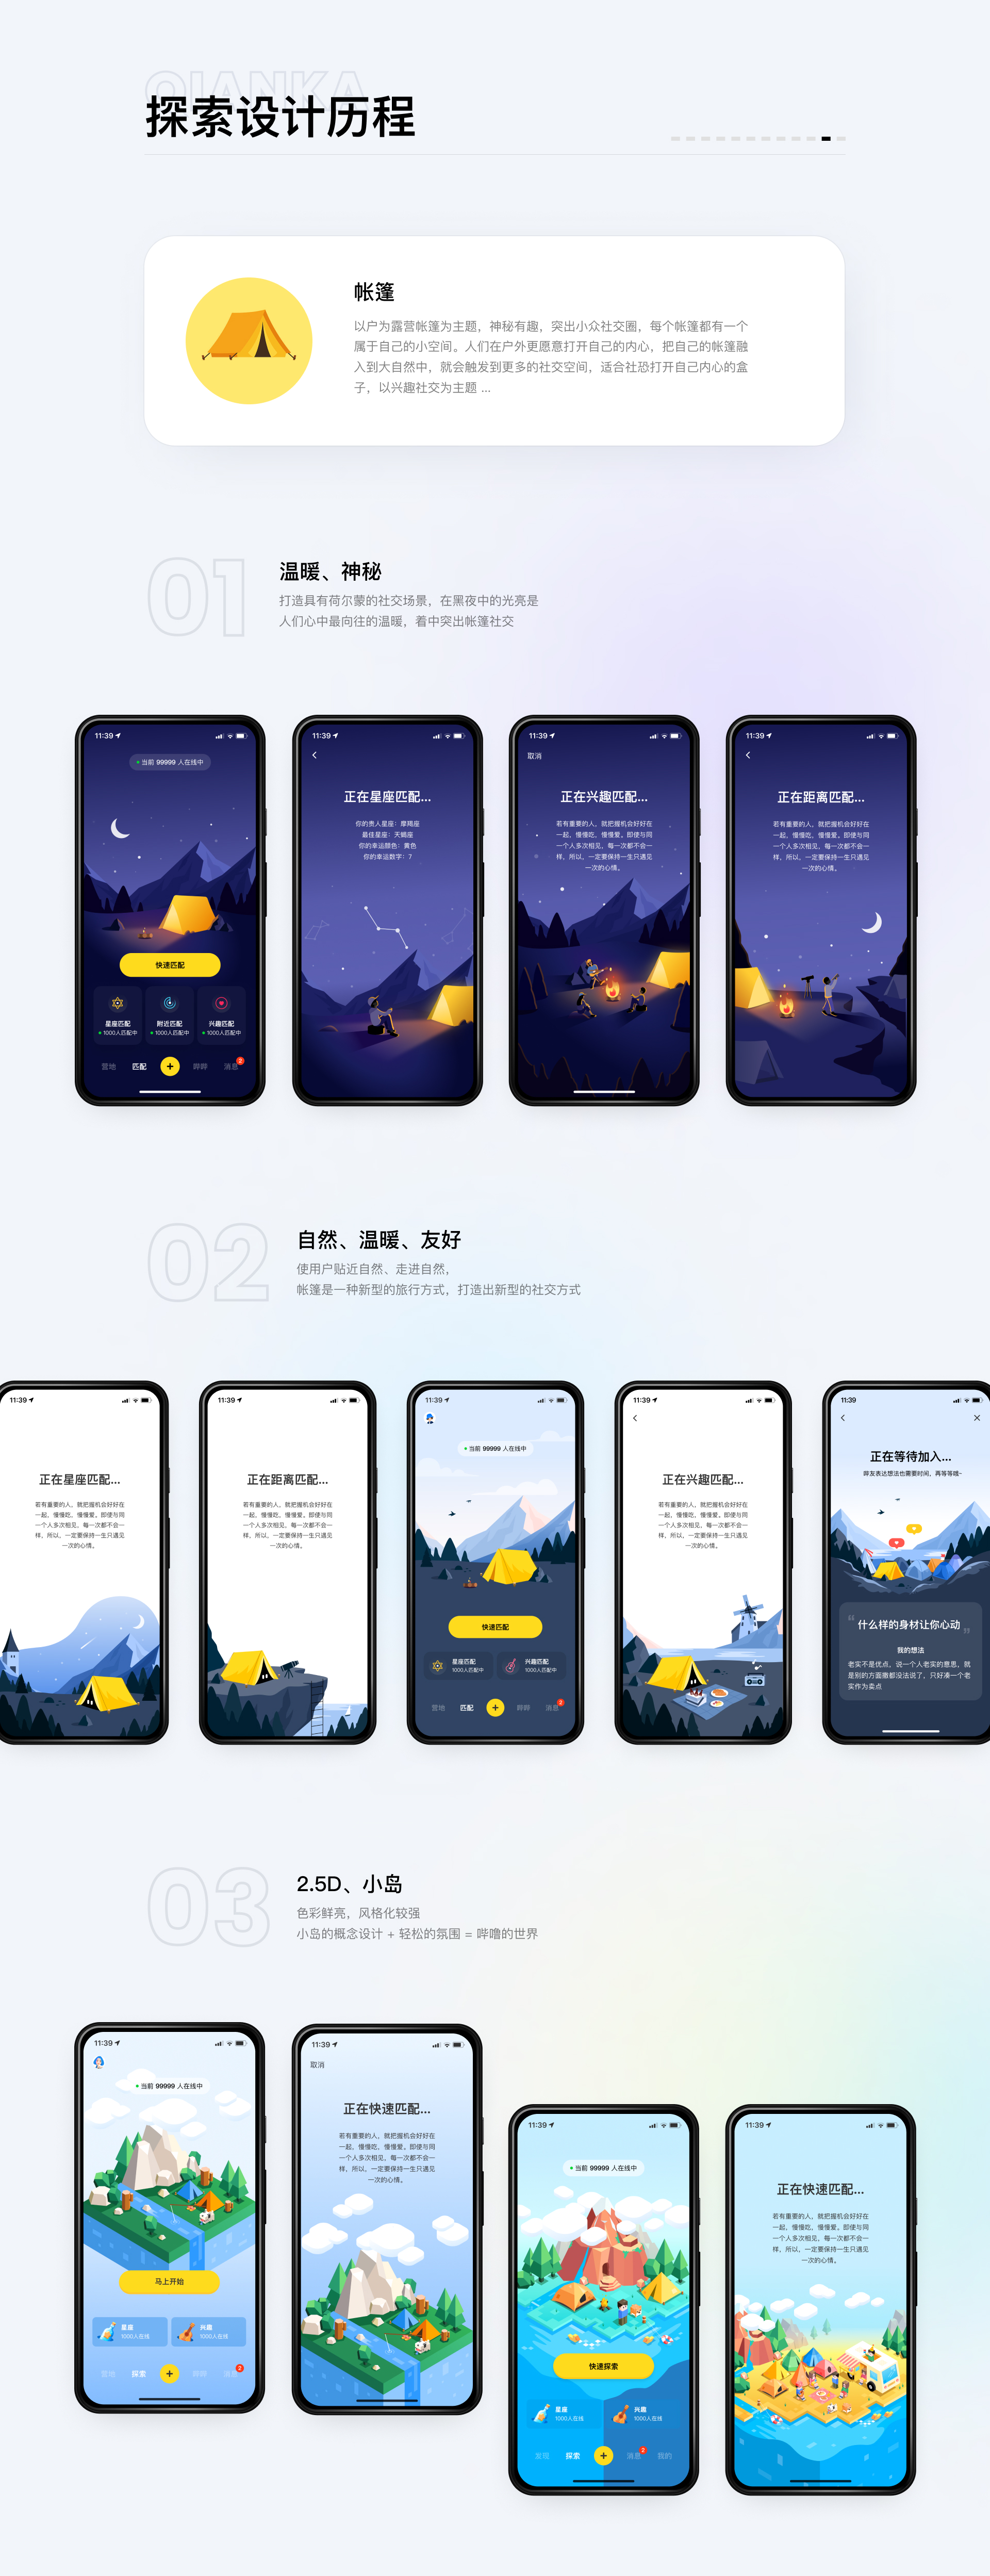 QIANKA
探索设计历程
帐篷
以户为露营帐篷为主题，神秘有趣，突出小众社交圈，每个帐篷都有一个
属于自己的小空间。人们在户外更愿意打开自己的内心，把自己的帐篷融
入到大自然中，就会触发到更多的社交空间，适合社恐打开自己内心的盒
子，以兴趣社交为主题 ...
01
温暖、神秘
打造具有荷尔蒙的社交场景，在黑夜中的光亮是
人们心中最向往的温暖，着中突出帐篷社交
11:39
当前 99999 人在线中
快速匹配
星座匹配
1000人匹配中
附近匹配
1000人匹配中
兴趣匹配
1000人匹配中
营地
匹配
哔哔
消息
2
11:39
正在星座匹配...
你的贵人星座：摩羯座
最佳星座：天蝎座
你的幸运颜色：黄色
你的幸运数字：7
11:39
取消
正在兴趣匹配...
若有重要的人，就把握机会好好在
一起，慢慢吃，慢慢爱。即使与同
一个人多次相见，每一次都不会一
样，所以，一定要保持一生只遇见
一次的心情。
11:39
正在距离匹配...
若有重要的人，就把握机会好好在
一起，慢慢吃，慢慢爱。即使与同
一个人多次相见，每一次都不会一
样，所以，一定要保持一生只遇见
一次的心情。
02
自然、温暖、友好
使用户贴近自然、走进自然，
帐篷是一种新型的旅行方式，打造出新型的社交方式
11:39
正在星座匹配...
若有重要的人，就把握机会好好在
一起，慢慢吃，慢慢爱。即使与同
一个人多次相见，每一次都不会一
样，所以，一定要保持一生只遇见
一次的心情。
11:39
正在距离匹配...
若有重要的人，就把握机会好好在
一起，慢慢吃，慢慢爱。即使与同
一个人多次相见，每一次都不会一
样，所以，一定要保持一生只遇见
一次的心情。
11:39
当前 99999 人在线中
快速匹配
星座匹配
1000人匹配中
兴趣匹配
1000人匹配中
营地
匹配
哔哔
消息
2
11:39
正在兴趣匹配...
若有重要的人，就把握机会好好在
一起，慢慢吃，慢慢爱。即使与同
一个人多次相见，每一次都不会一
样，所以，一定要保持一生只遇见
一次的心情。
11:39
正在等待加入...
哔友表达想法也需要时间，再等等哦~
什么样的身材让你心动
我的想法
老实不是优点，说一个人老实的意思，就
是别的方面撤都没法说了，只好凑一个老
实作为卖点
03
2.5D、小岛
色彩鲜亮，风格化较强
小岛的概念设计 + 轻松的氛围 = 哔噜的世界
11:39
当前 99999 人在线中
马上开始
星座
1000人在线
兴趣
1000人在线
营地
探索
哔哔
消息
2
11:39
取消
正在快速匹配...
若有重要的人，就把握机会好好在
一起，慢慢吃，慢慢爱。即使与同
一个人多次相见，每一次都不会一
样，所以，一定要保持一生只遇见
一次的心情。
11:39
当前 99999 人在线中
快速探索
星座
1000人在线
兴趣
1000人在线
发现
探索
消息
2
我的
11:39
正在快速匹配...
若有重要的人，就把握机会好好在
一起，慢慢吃，慢慢爱。即使与同
一个人多次相见，每一次都不会一
样，所以，一定要保持一生只遇见
一次的心情。